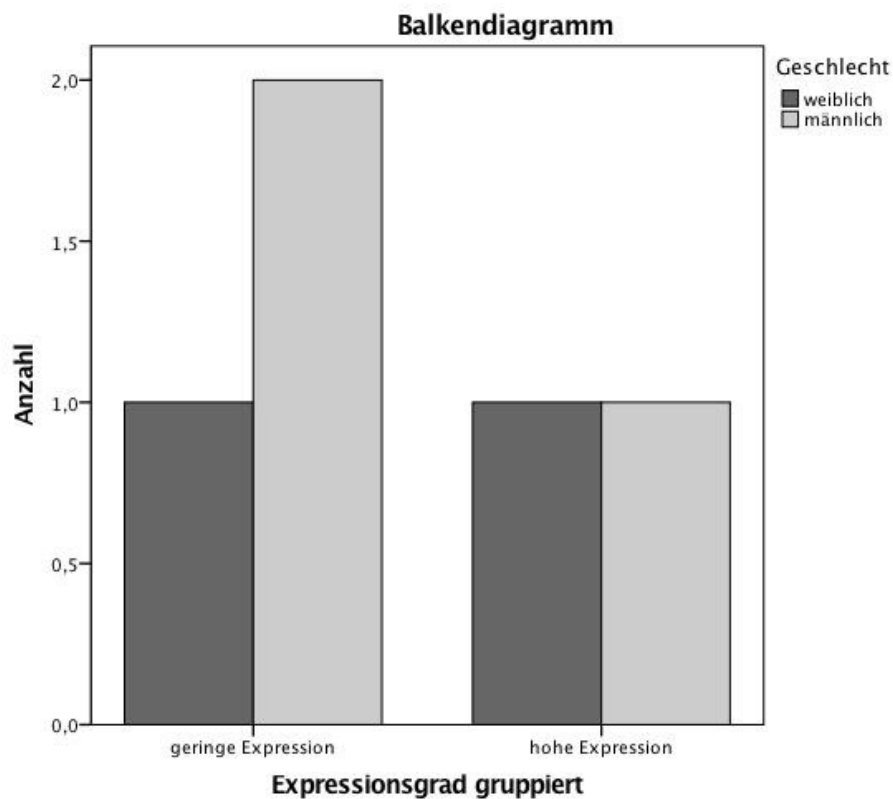 Balkendiagramm
Geschlecht
weiblich
männlich
Anzahl
2,0
1,5
1,0
0,5
0,0
geringe Expression
hohe Expression
Expressionsgrad gruppiert